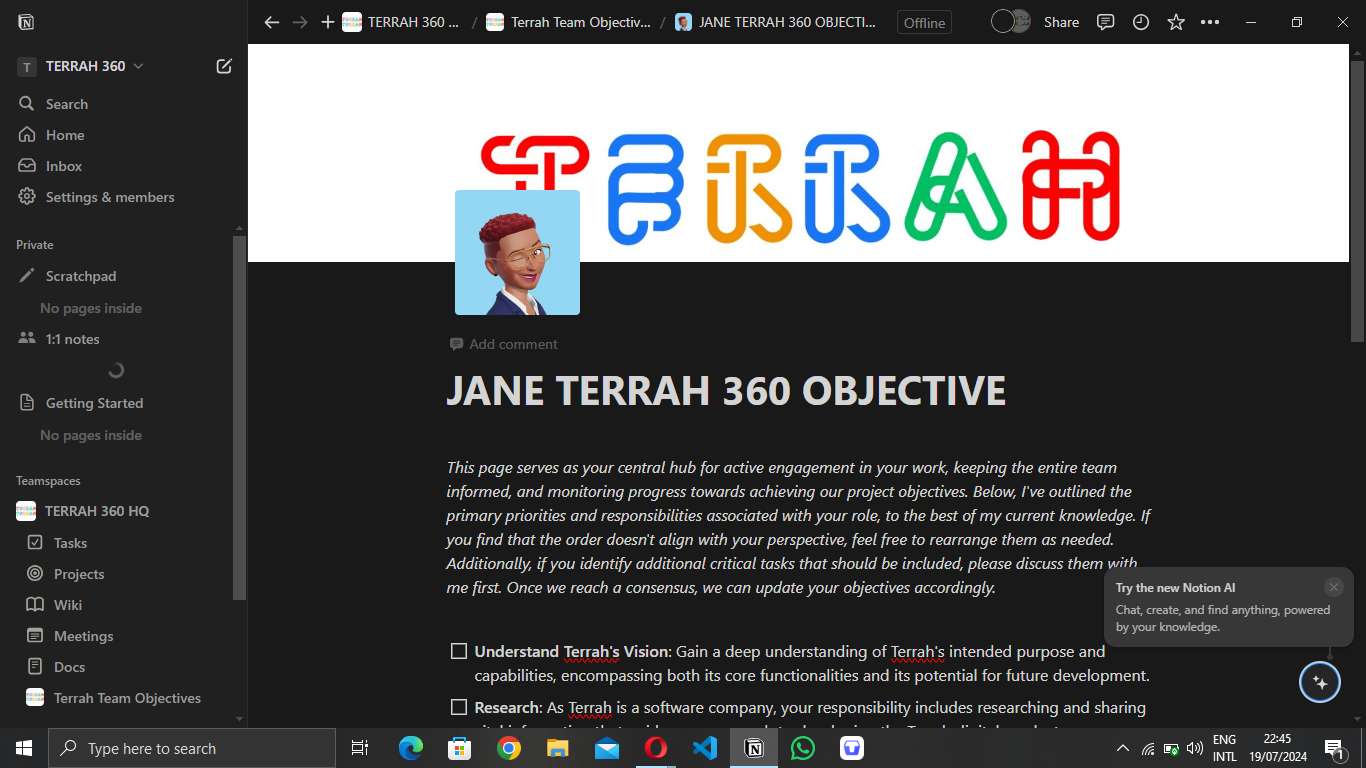 TERRAH 360 ... / Terrah Team Objectiv... / JANE TERRAH 360 OBJECTI... Offline Share
T TERRAH 360
Search
Home
Inbox
Settings & members
Private
Scratchpad
No pages inside
1:1 notes
Getting Started
No pages inside
Teamspaces
TERRAH 360 HQ
Tasks
Projects
Wiki
Meetings
Docs
Terrah Team Objectives
TERRAH
Add comment
JANE TERRAH 360 OBJECTIVE
This page serves as your central hub for active engagement in your work, keeping the entire team
informed, and monitoring progress towards achieving our project objectives. Below, I've outlined the
primary priorities and responsibilities associated with your role, to the best of my current knowledge. If
you find that the order doesn't align with your perspective, feel free to rearrange them as needed.
Additionally, if you identify additional critical tasks that should be included, please discuss them with
me first. Once we reach a consensus, we can update your objectives accordingly.
Understand Terrah's Vision: Gain a deep understanding of Terrah's intended purpose and
capabilities, encompassing both its core functionalities and its potential for future development.
Research: As Terrah is a software company, your responsibility includes researching and sharing
Try the new Notion AI
Chat, create, and find anything, powered
by your knowledge.
Type here to search
ENG
INTL
22:45
19/07/2024
1